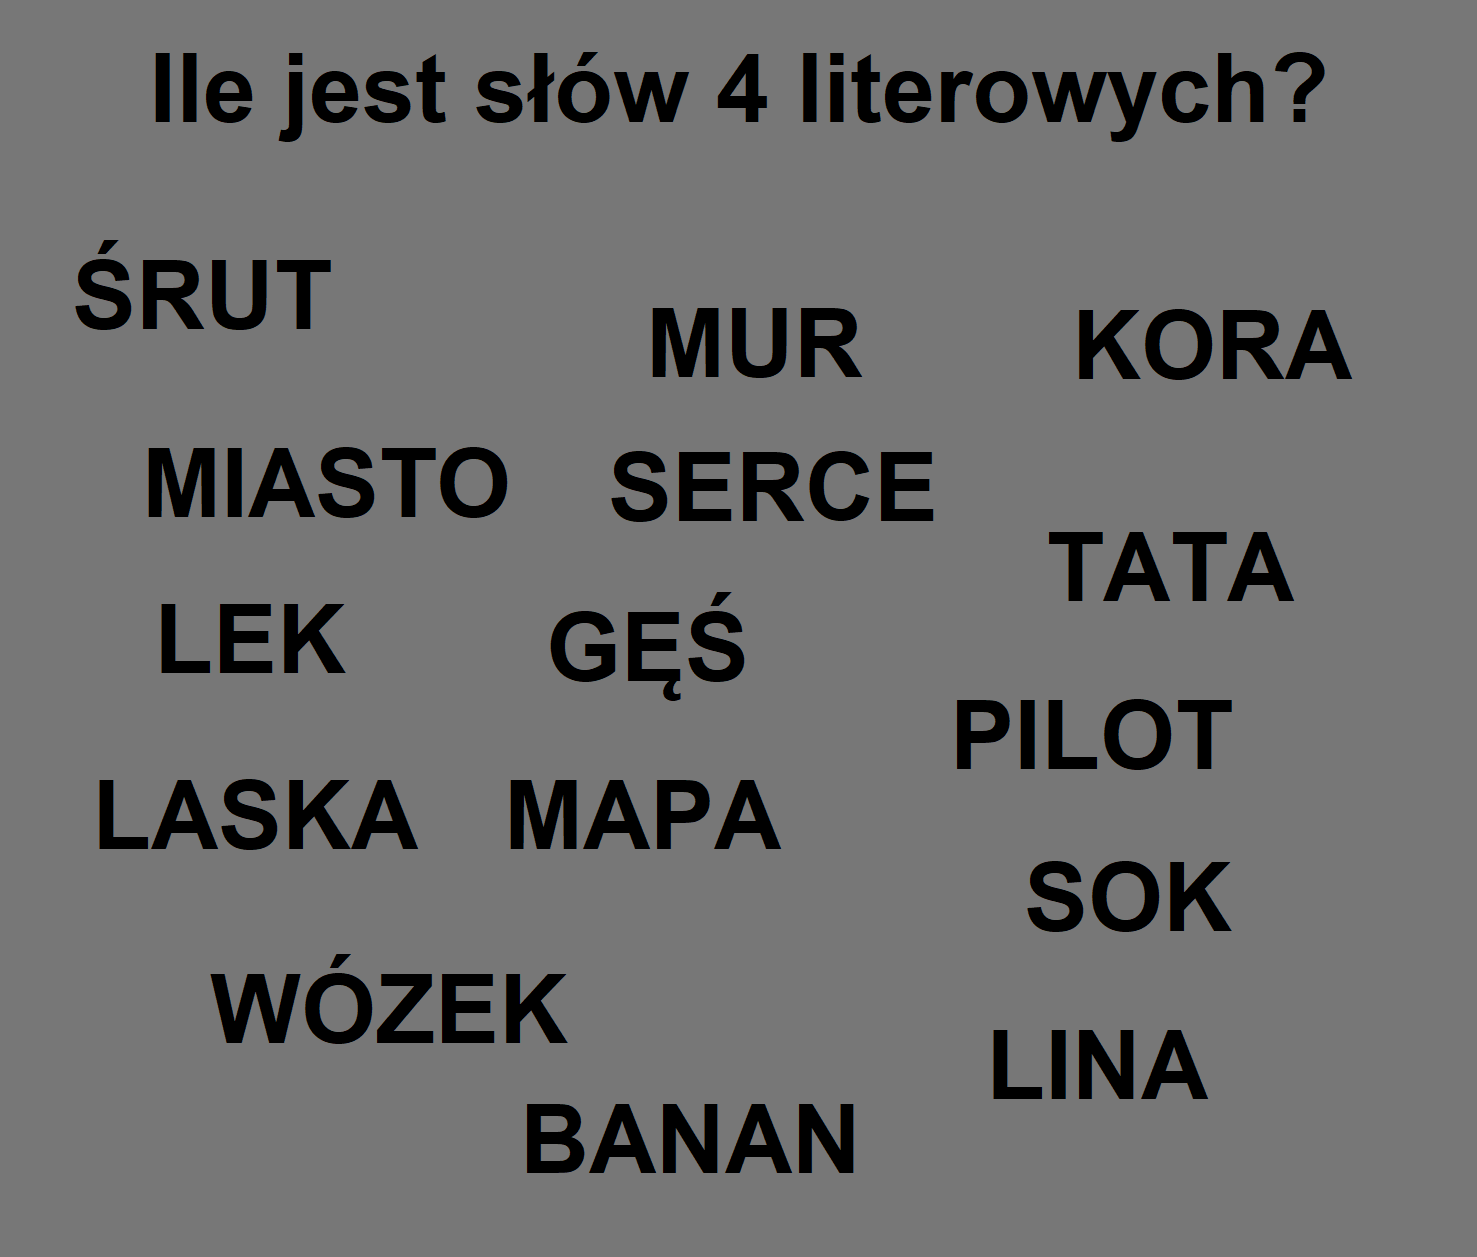 Ile jest słów 4 literowych?
ŚRUT
MUR
KORA
MIASTO
SERCE
TATA
LEK
GĘŚ
PILOT
LASKA
MAPA
SOK
WÓZEK
LINA
BANAN